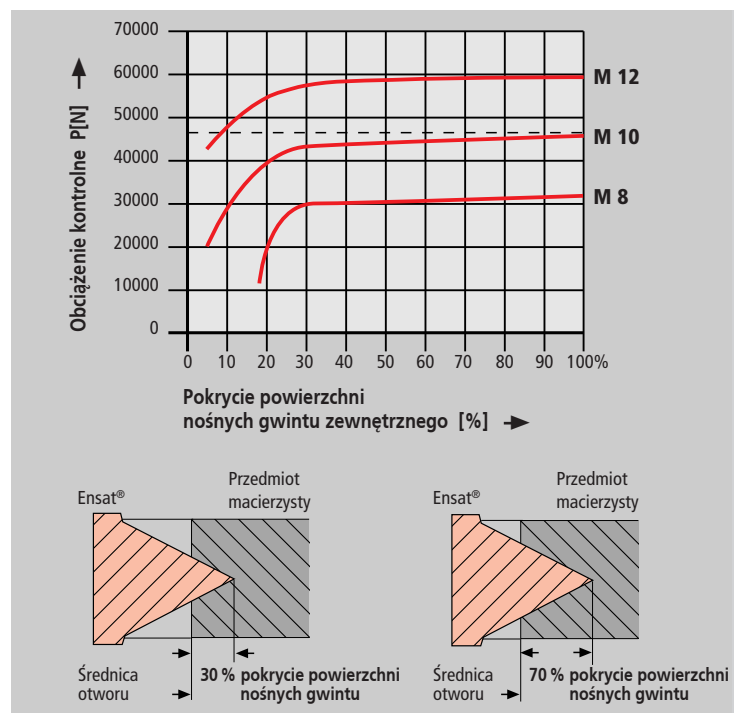 70000
60000
50000
40000
30000
20000
10000
0
Obciążenie kontrolne P[N]
M 12
M 10
M 8
0 10 20 30 40 50 60 70 80 90 100%
Pokrycie powierzchni
nośnych gwintu zewnętrznego [%]
Ensat®
Przedmiot
macierzysty
Średnica
otworu
30 % pokrycie powierzchni
nośnych gwintu
Ensat®
Przedmiot
macierzysty
Średnica
otworu
70 % pokrycie powierzchni
nośnych gwintu